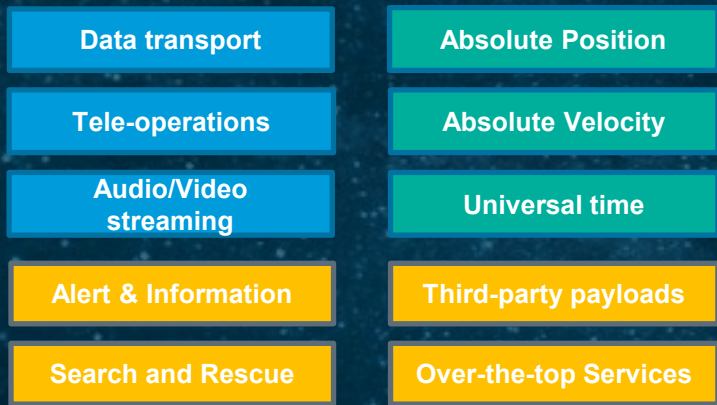 Data transport
Absolute Position
Tele-operations
Absolute Velocity
Audio/Video
streaming
Universal time
Alert & Information
Third-party payloads
Search and Rescue
Over-the-top Services